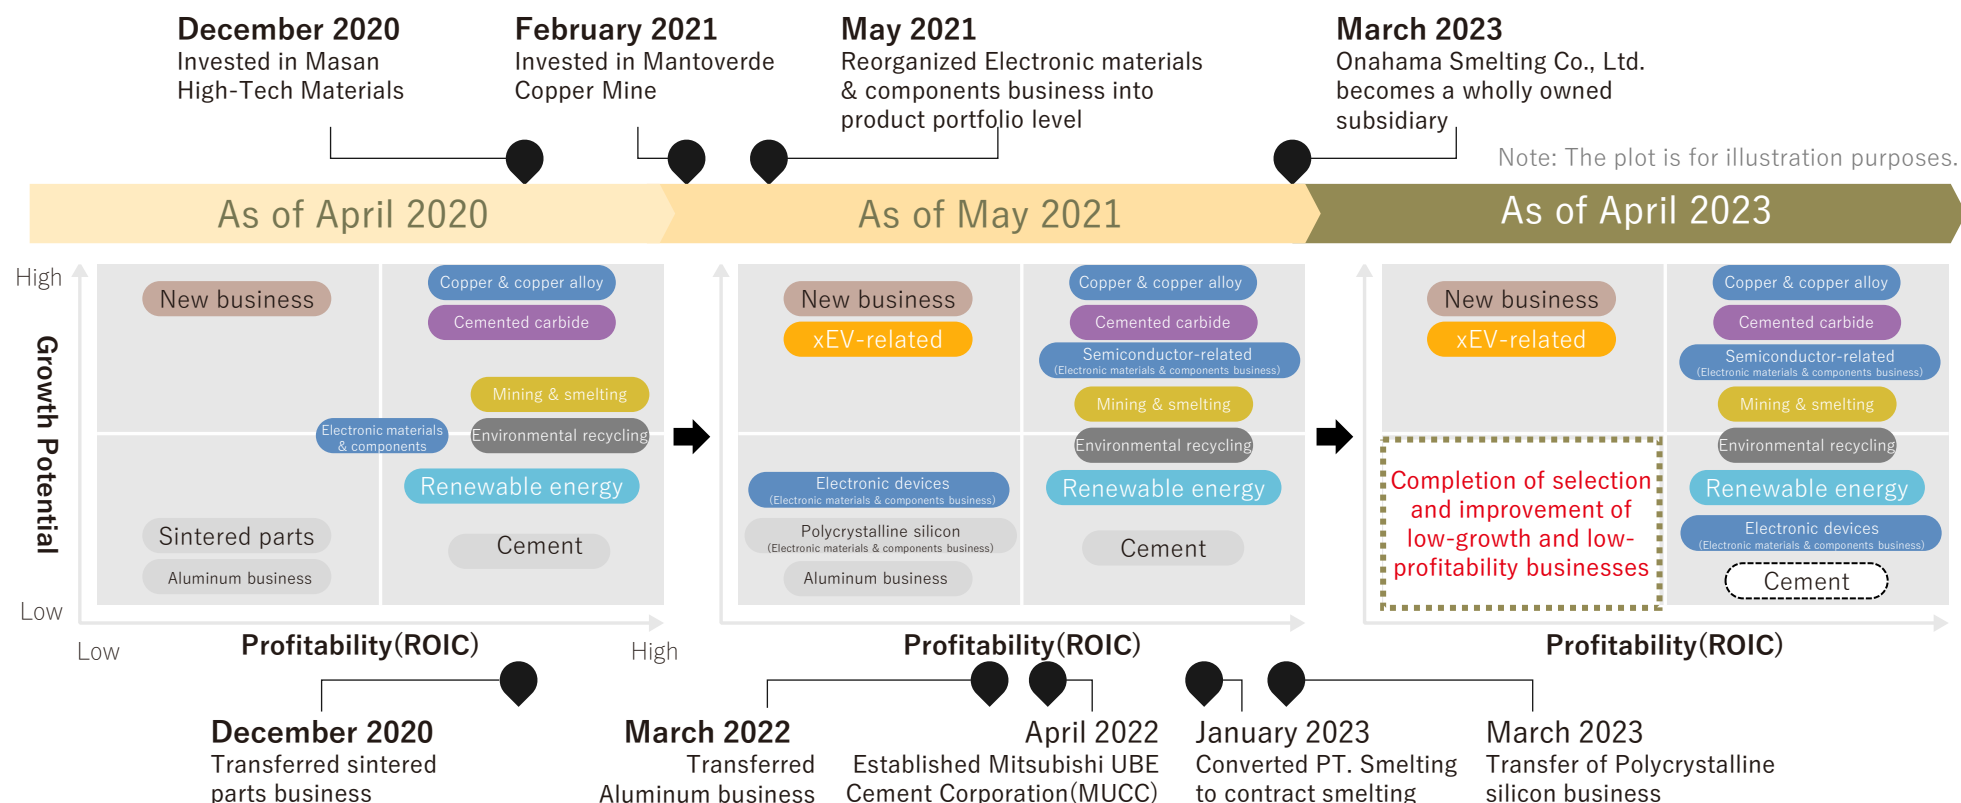 December 2020
Invested in Masan
High-Tech Materials
February 2021
Invested in Mantoverde
Copper Mine
May 2021
Reorganized Electronic materials
& components business into
product portfolio level
March 2023
Onahama Smelting Co., Ltd.
becomes a wholly owned
subsidiary
Note: The plot is for illustration purposes.
As of April 2020
As of May 2021
As of April 2023
High
Growth Potential
Low
New business
Copper & copper alloy
Cemented carbide
Mining & smelting
Electronic materials
& components
Environmental recycling
Renewable energy
Sintered parts
Aluminum business
Cement
Low
Profitability(ROIC)
High
New business
xEV-related
Copper & copper alloy
Cemented carbide
Semiconductor-related
(Electronic materials & components business)
Mining & smelting
Environmental recycling
Electronic devices
(Electronic materials & components business)
Renewable energy
Polycrystalline silicon
(Electronic materials & components business)
Cement
Aluminum business
Profitability(ROIC)
New business
xEV-related
Copper & copper alloy
Cemented carbide
Semiconductor-related
(Electronic materials & components business)
Mining & smelting
Environmental recycling
Completion of selection
and improvement of
low-growth and low-
profitability businesses
Renewable energy
Electronic devices
(Electronic materials & components business)
Cement
Profitability(ROIC)
December 2020
Transferred sintered
parts business
March 2022
Transferred
Aluminum business
April 2022
Established Mitsubishi UBE
Cement Corporation(MUCC)
January 2023
Converted PT. Smelting
to contract smelting
March 2023
Transfer of Polycrystalline
silicon business